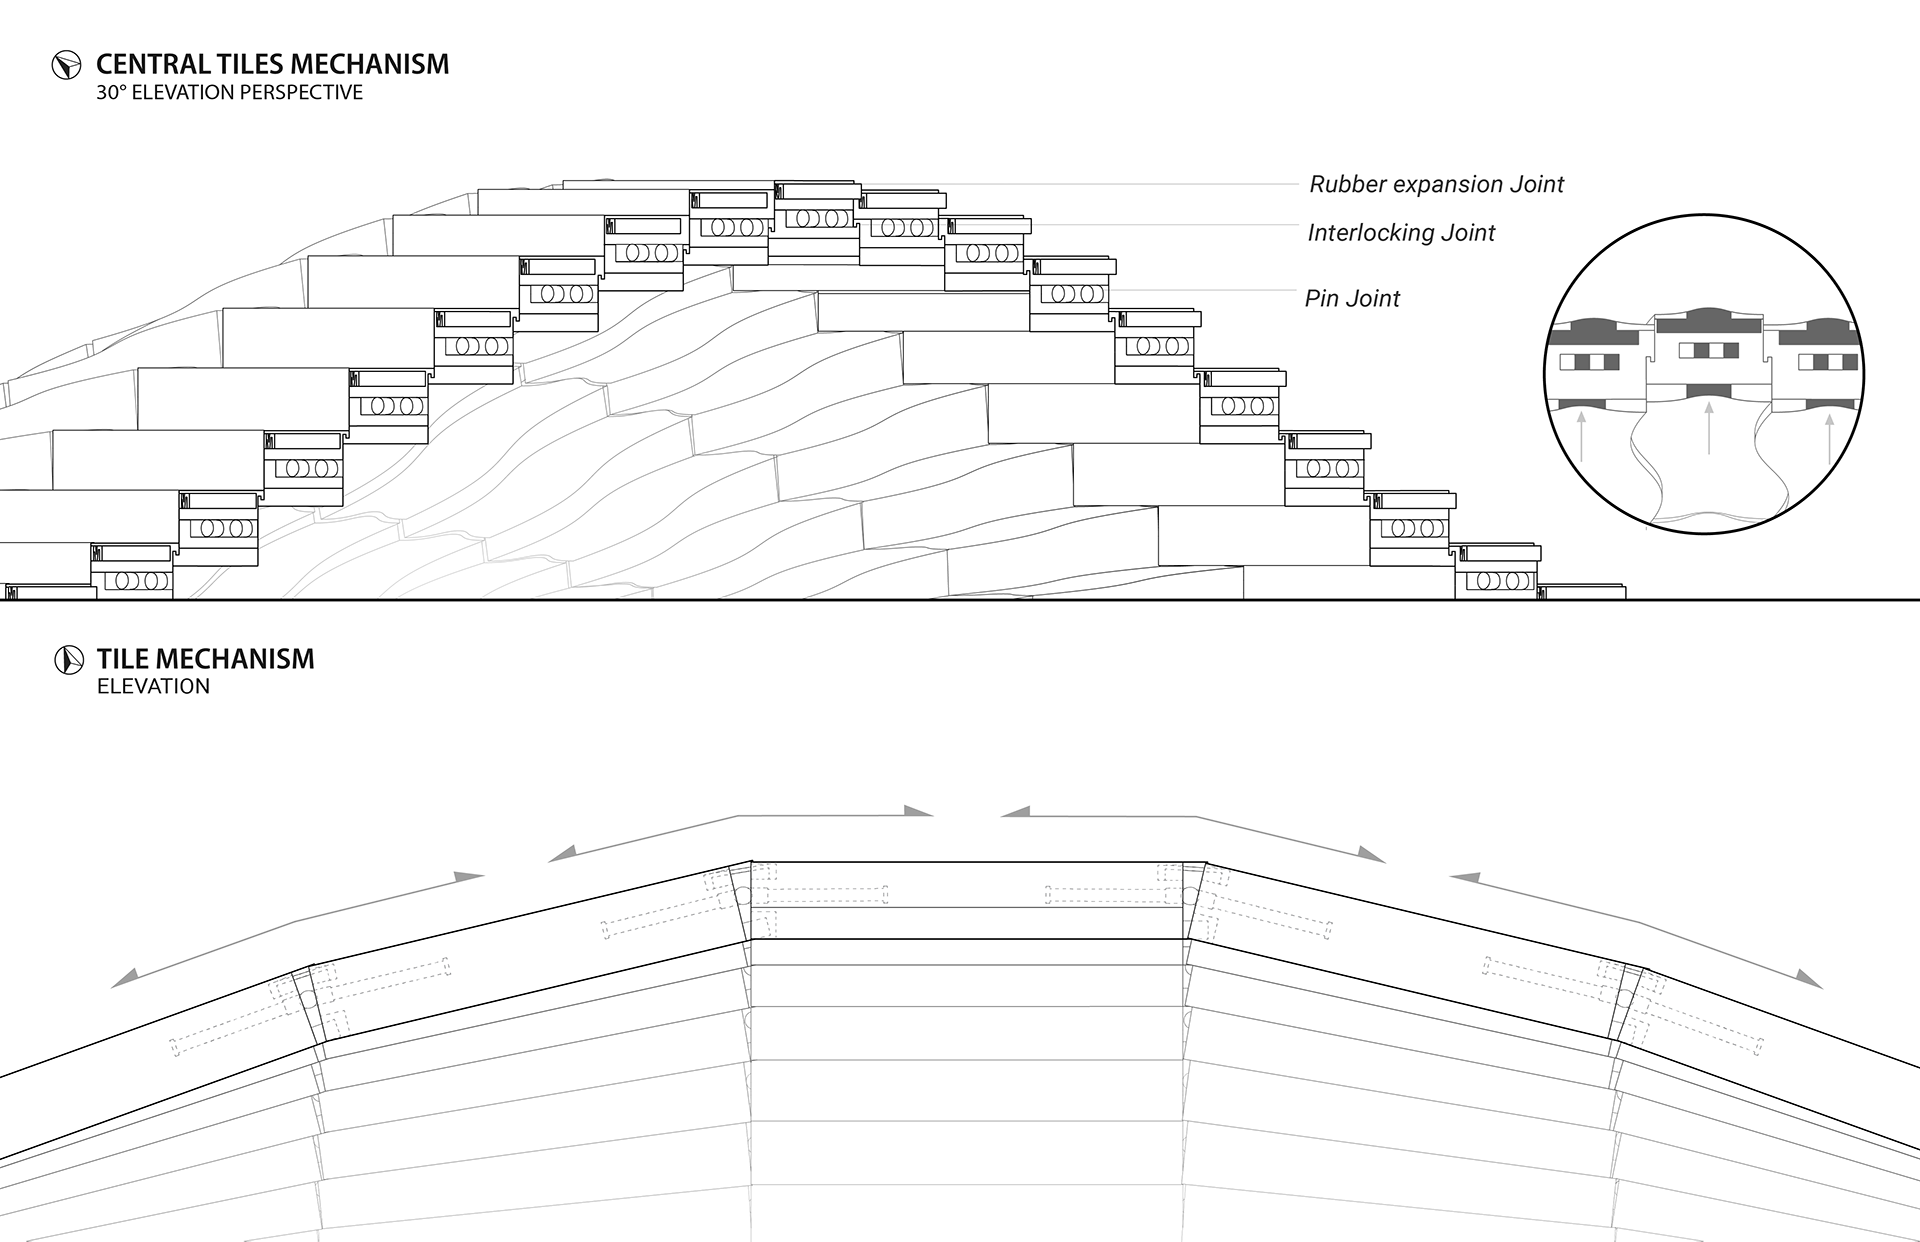 CENTRAL TILES MECHANISM
30° ELEVATION PERSPECTIVE
Rubber expansion Joint
Interlocking Joint
Pin Joint
TILE MECHANISM
ELEVATION